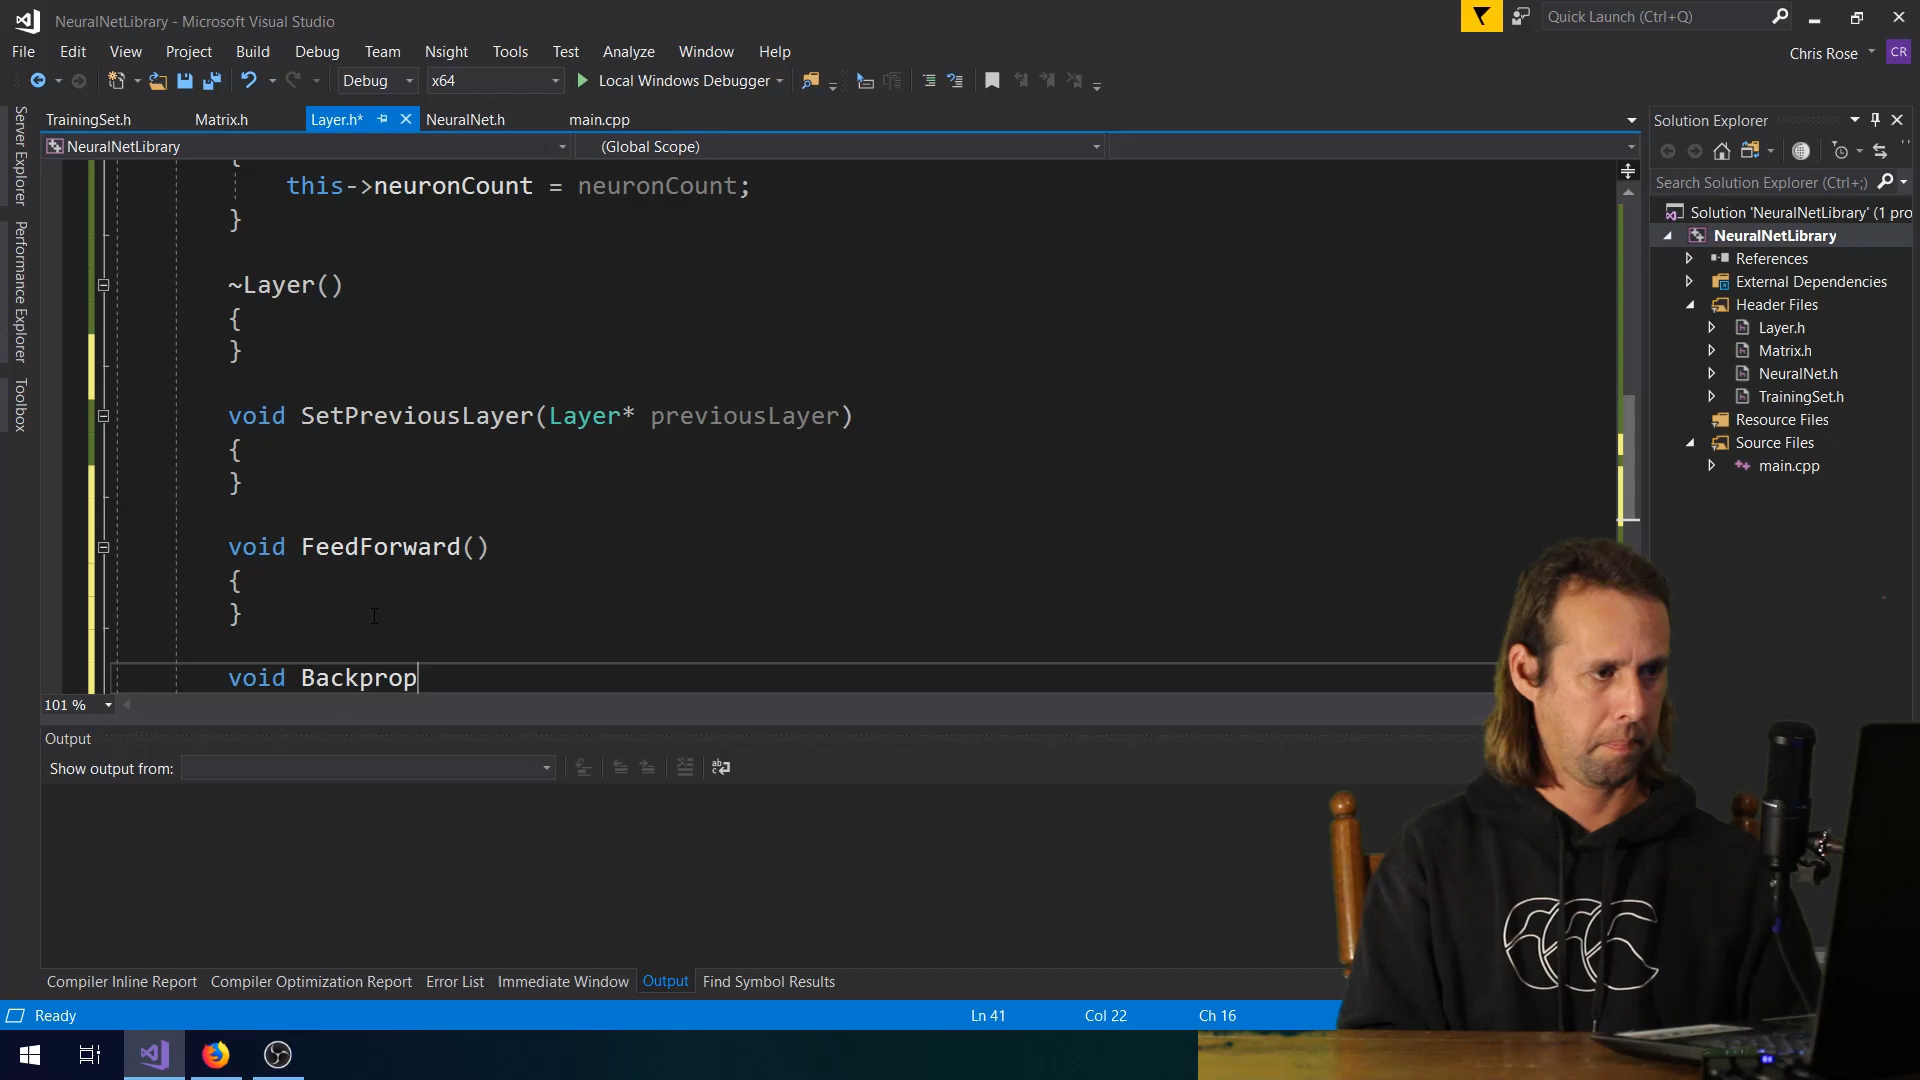 NeuralNetLibrary - Microsoft Visual Studio
Quick Launch (Ctrl+Q)
File Edit View Project Build Debug Team Nsight Tools Test Analyze Window Help
Chris Rose CR
Debug x64 Local Windows Debugger
TrainingSet.h Matrix.h Layer.h* NeuralNet.h main.cpp
NeuralNetLibrary (Global Scope)
Server Explorer
Performance Explorer
Toolbox
{
this->neuronCount = neuronCount;
}
~Layer()
{
}
void SetPreviousLayer(Layer* previousLayer)
{
}
void FeedForward()
{
}
void Backprop
101 %
Solution Explorer
Search Solution Explorer (Ctrl+;)
Solution 'NeuralNetLibrary' (1 pro
NeuralNetLibrary
References
External Dependencies
Header Files
Layer.h
Matrix.h
NeuralNet.h
TrainingSet.h
Resource Files
Source Files
main.cpp
Output
Show output from:
Compiler Inline Report Compiler Optimization Report Error List Immediate Window Output Find Symbol Results
Ready Ln 41 Col 22 Ch 16